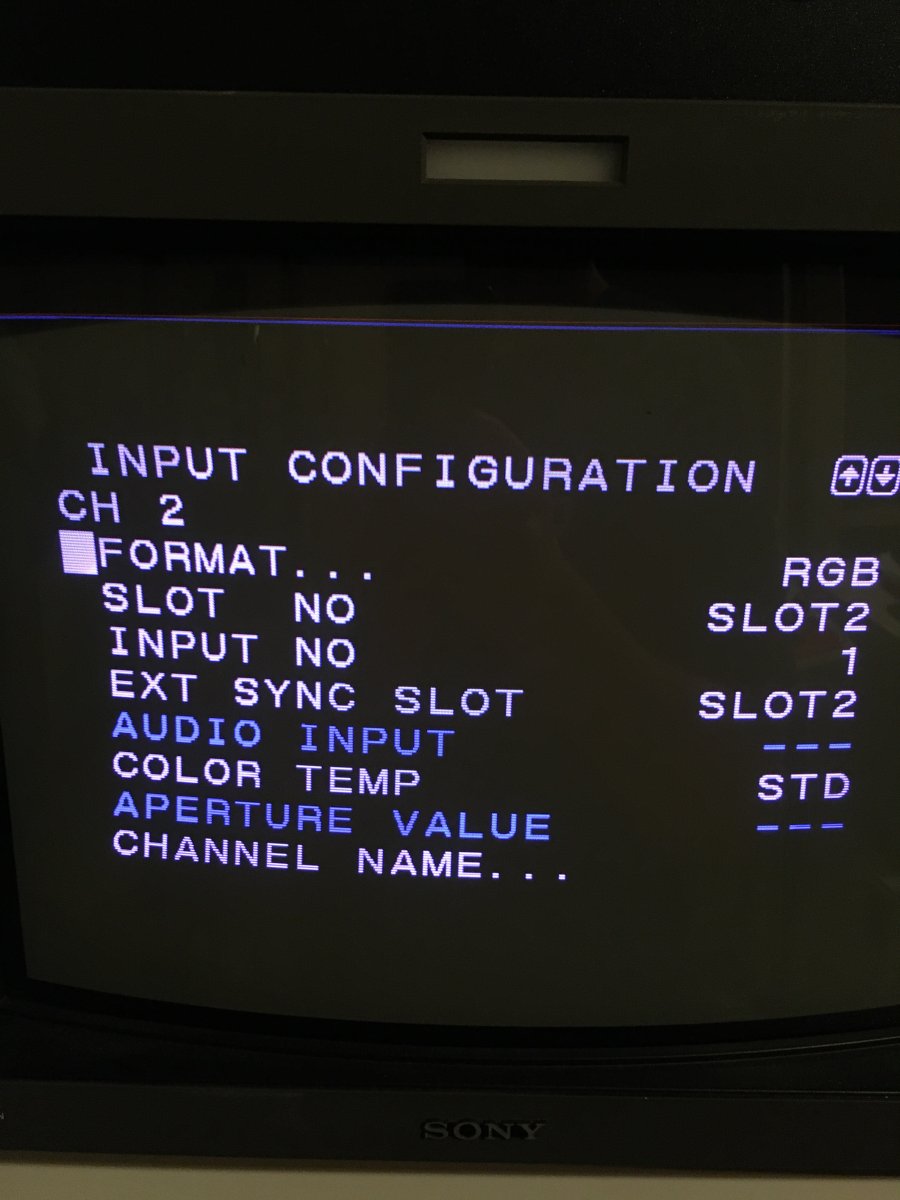 INPUT CONFIGURATION ↑↓
CH 2
FORMAT... RGB
SLOT NO SLOT2
INPUT NO 1
EXT SYNC SLOT SLOT2
AUDIO INPUT ---
COLOR TEMP STD
APERTURE VALUE ---
CHANNEL NAME...
SONY